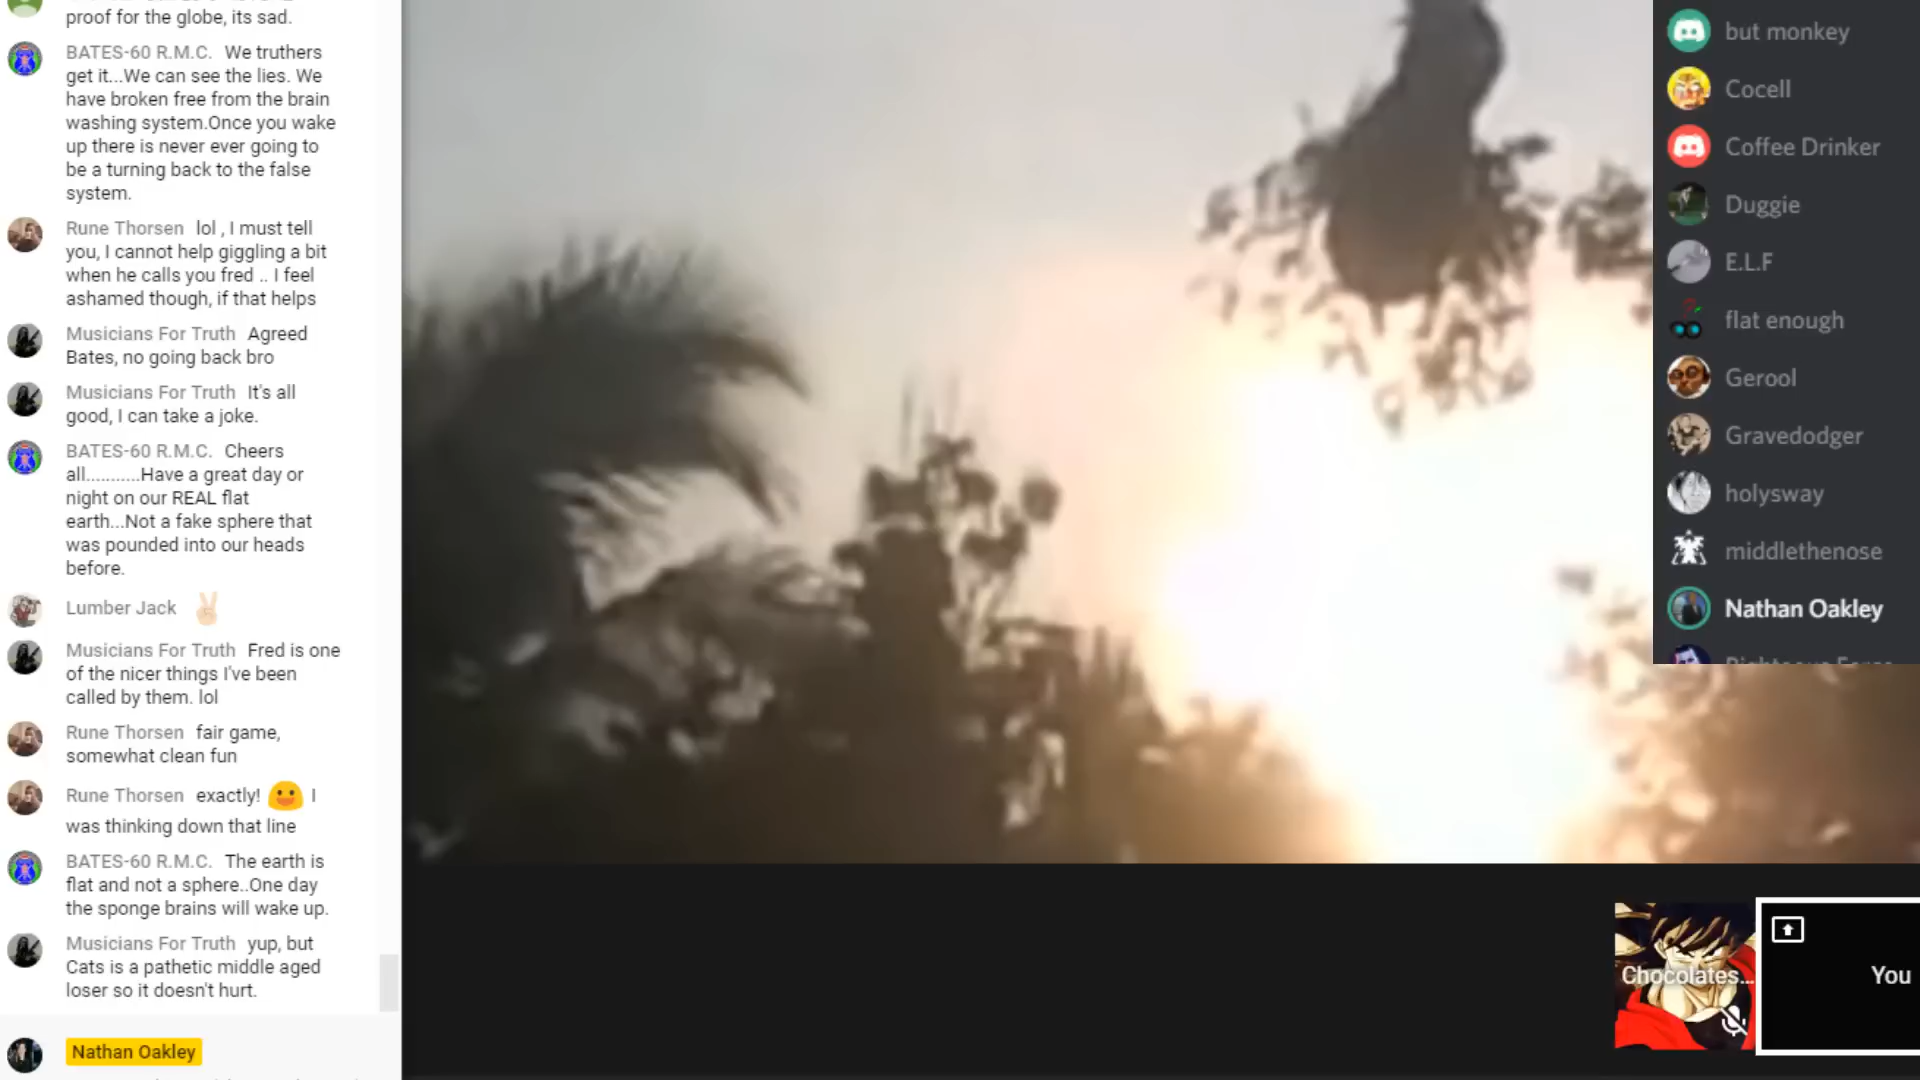 proof for the globe, its sad.
BATES-60 R.M.C. We truthers
get it...We can see the lies. We
have broken free from the brain
washing system.Once you wake
up there is never ever going to
be a turning back to the false
system.
Rune Thorsen lol , I must tell
you, I cannot help giggling a bit
when he calls you fred .. I feel
ashamed though, if that helps
Musicians For Truth Agreed
Bates, no going back bro
Musicians For Truth It's all
good, I can take a joke.
BATES-60 R.M.C. Cheers
all...........Have a great day or
night on our REAL flat
earth...Not a fake sphere that
was pounded into our heads
before.
Lumber Jack ✌🏻
Musicians For Truth Fred is one
of the nicer things I've been
called by them. lol
Rune Thorsen fair game,
somewhat clean fun
Rune Thorsen exactly! 😃 I
was thinking down that line
BATES-60 R.M.C. The earth is
flat and not a sphere..One day
the sponge brains will wake up.
Musicians For Truth yup, but
Cats is a pathetic middle aged
loser so it doesn't hurt.
Nathan Oakley
but monkey
Cocell
Coffee Drinker
Duggie
E.L.F
flat enough
Gerool
Gravedodger
holysway
middlethenose
Nathan Oakley
Chocolates...
You